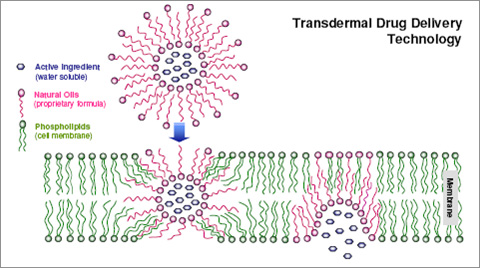 Transdermal Drug Delivery
Technology
Active Ingredient
(water soluble)
Natural Oils
(proprietary formula)
Phospholipids
(cell membrane)
Membrane